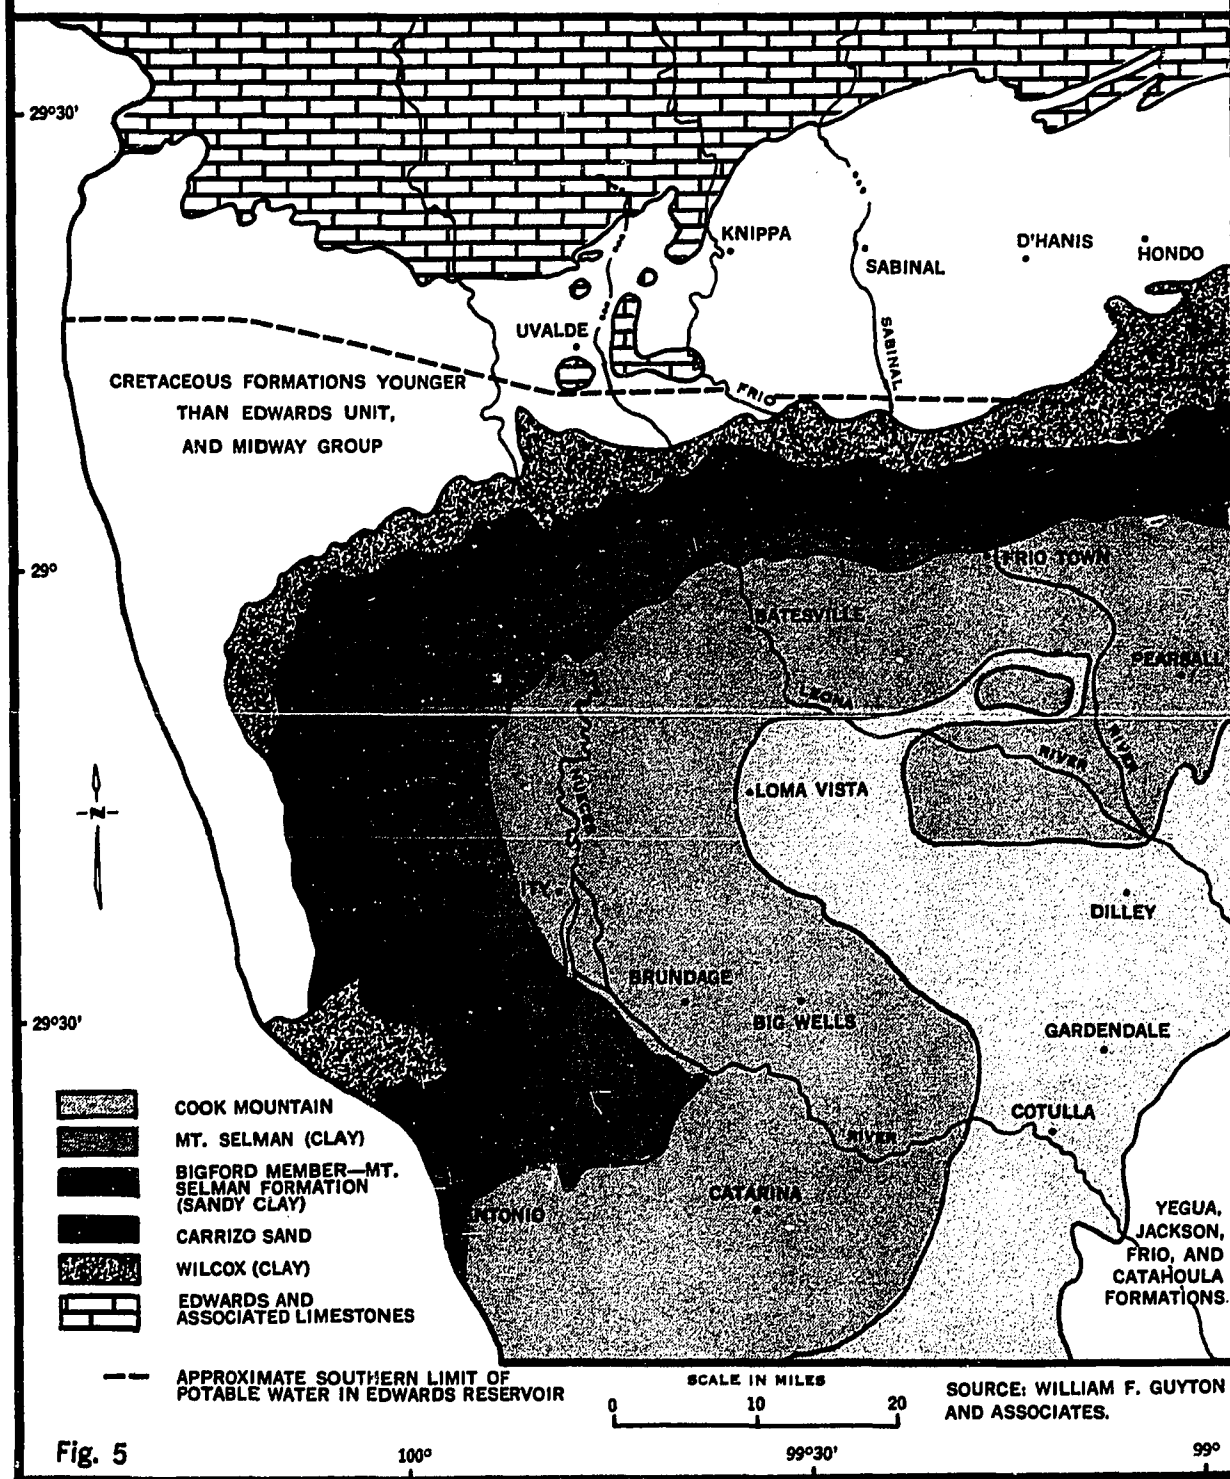 29°30'
KNIPPA
D'HANIS
HONDO
SABINAL
UVALDE
SABINAL
CRETACEOUS FORMATIONS YOUNGER
THAN EDWARDS UNIT,
AND MIDWAY GROUP
FRIO
29°
FRIO TOWN
BATESVILLE
PEARSALL
LEONA
RIVER
RIVER
N
LOMA VISTA
NUECES
ITY
DILLEY
BRUNDAGE
BIG WELLS
29°30'
GARDENDALE
COTULLA
RIVER
CATARINA
NTONIO
YEGUA,
JACKSON,
FRIO, AND
CATAHOULA
FORMATIONS
COOK MOUNTAIN
MT. SELMAN (CLAY)
BIGFORD MEMBER—MT.
SELMAN FORMATION
(SANDY CLAY)
CARRIZO SAND
WILCOX (CLAY)
EDWARDS AND
ASSOCIATED LIMESTONES
APPROXIMATE SOUTHERN LIMIT OF
POTABLE WATER IN EDWARDS RESERVOIR
SCALE IN MILES
0 10 20
SOURCE: WILLIAM F. GUYTON
AND ASSOCIATES.
Fig. 5
100° 99°30' 99°